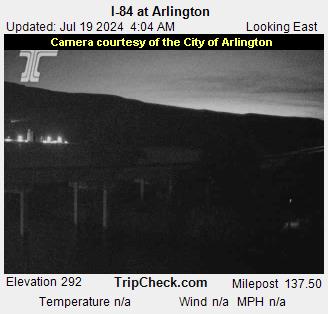 I-84 at Arlington
Updated: Jul 19 2024 4:04 AM Looking East
Camera courtesy of the City of Arlington
Elevation 292 TripCheck.com Milepost 137.50
Temperature n/a Wind n/a MPH n/a